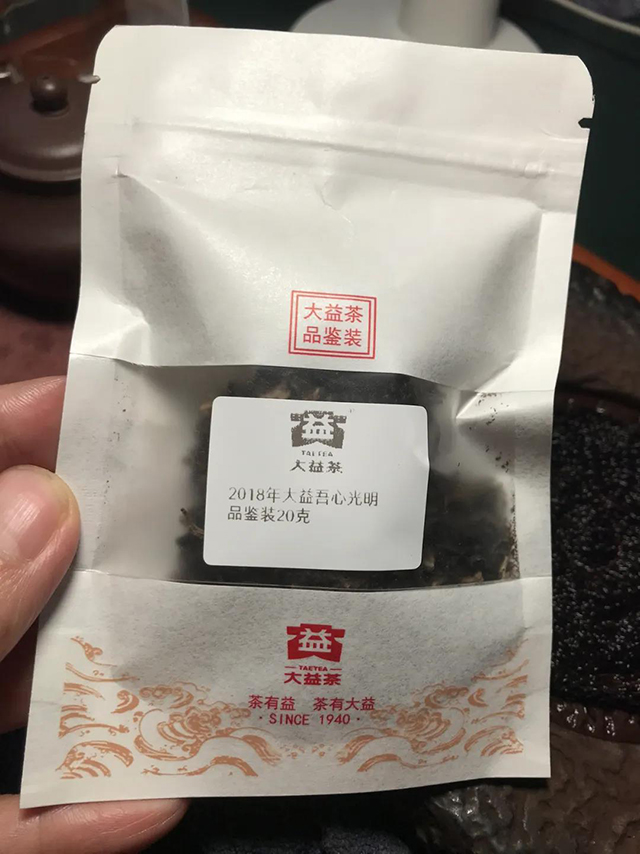 大益茶
品鉴装
益
TAETEA
大益茶
2018年大益吾心光明
品鉴装20克
益
TAETEA
大益茶
茶有益 茶有大益
·SINCE 1940·